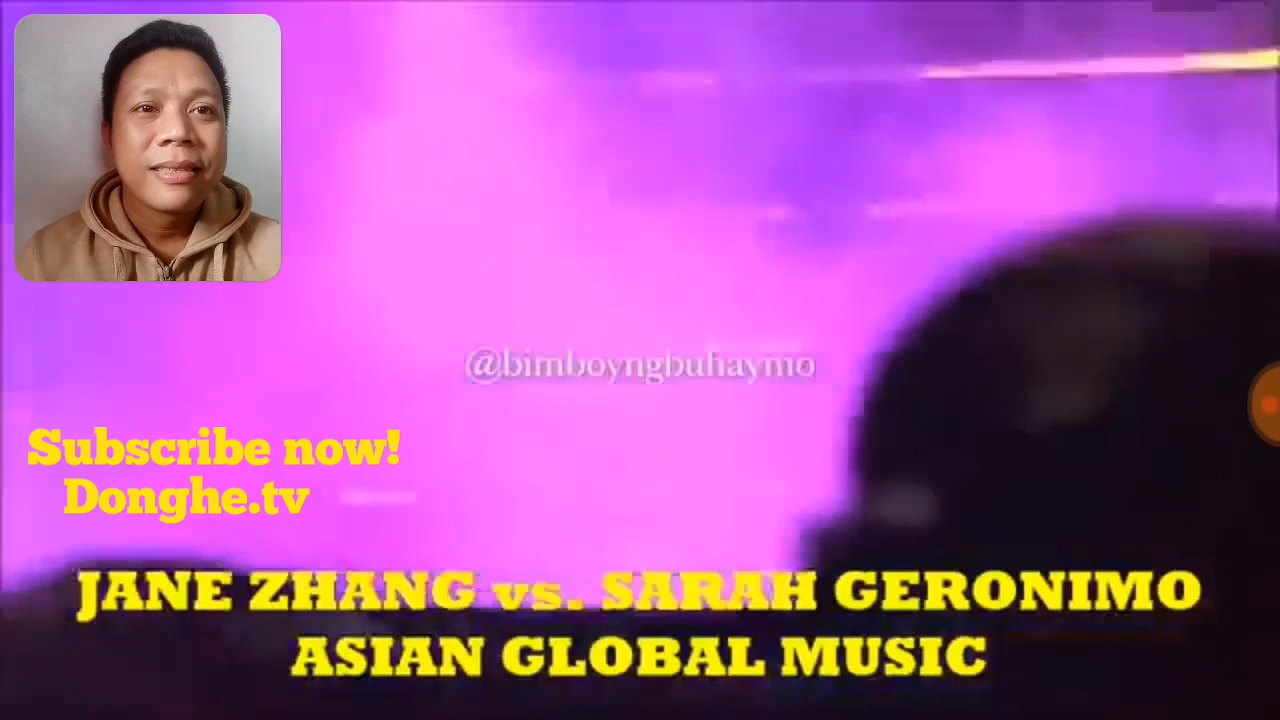 @bimboyngbuhaymo
Subscribe now!
Donghe.tv
JANE ZHANG vs. SARAH GERONIMO
ASIAN GLOBAL MUSIC